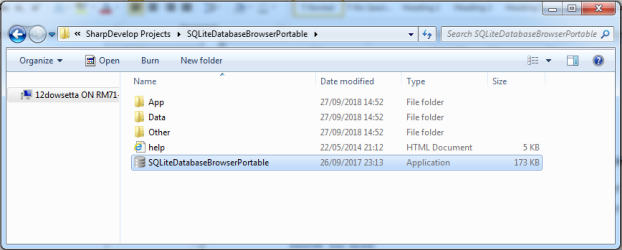 « SharpDevelop Projects ▸ SQLiteDatabaseBrowserPortable ▸
Search SQLiteDatabaseBrowserPortable
Organize Open Burn New folder
12dowsetta ON RM71-
Name Date modified Type Size
App 27/09/2018 14:52 File folder
Data 27/09/2018 14:52 File folder
Other 27/09/2018 14:52 File folder
help 22/05/2014 21:12 HTML Document 5 KB
SQLiteDatabaseBrowserPortable 26/09/2017 23:13 Application 173 KB